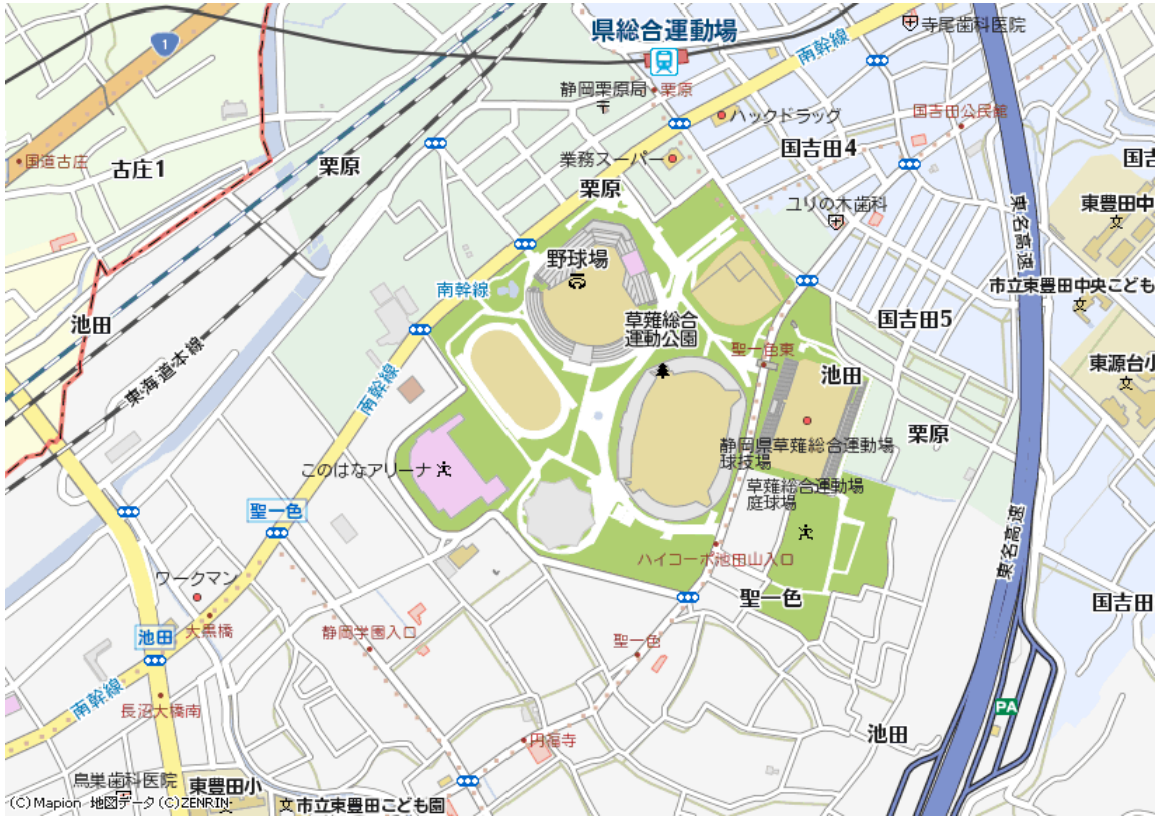 県総合運動場
寺尾歯科医院
1
南幹線
静岡栗原局
栗原
ハックドラッグ
国吉田公民館
国道古庄
古庄1
栗原
業務スーパー
国吉田4
栗原
ユリの木歯科
東豊田中
東名高速
野球場
市立東豊田中央こども
南幹線
池田
草薙総合
運動公園
国吉田5
聖一色東
東海道本線
池田
東源台小
南幹線
栗原
静岡県草薙総合運動場
球技場
このはなアリーナ
草薙総合運動場
庭球場
聖一色
東名高速
ハイコーポ池田山入口
ワークマン
聖一色
国吉田
大黒橋
静岡学園入口
池田
聖一色
南幹線
長沼大橋南
PA
池田
円福寺
鳥巣歯科医院
東豊田小
文
文
文
文
市立東豊田こども園
(C)Mapion 地図データ(C)ZENRIN